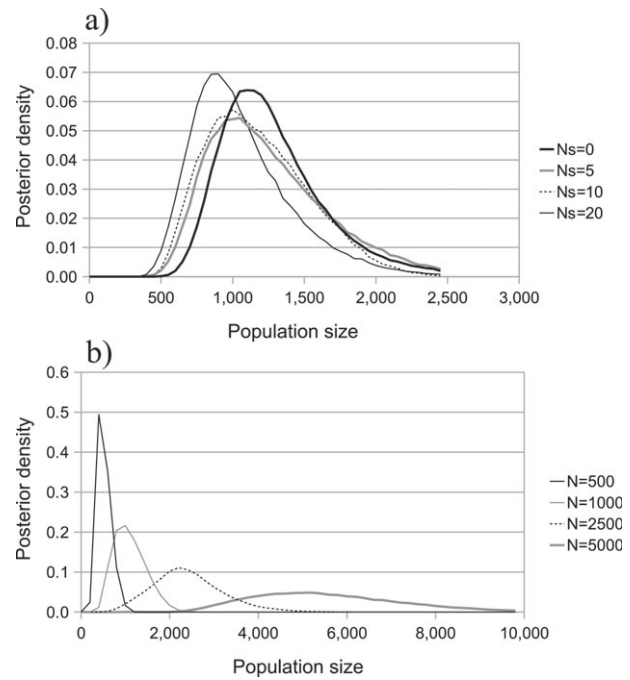 a)
0.08
0.07
0.06
0.05
0.04
0.03
0.02
0.01
0.00
Posterior density
0 500 1,000 1,500 2,000 2,500 3,000
Population size
Ns=0
Ns=5
Ns=10
Ns=20
b)
0.6
0.5
0.4
0.3
0.2
0.1
0.0
Posterior density
0 2,000 4,000 6,000 8,000 10,000
Population size
N=500
N=1000
N=2500
N=5000